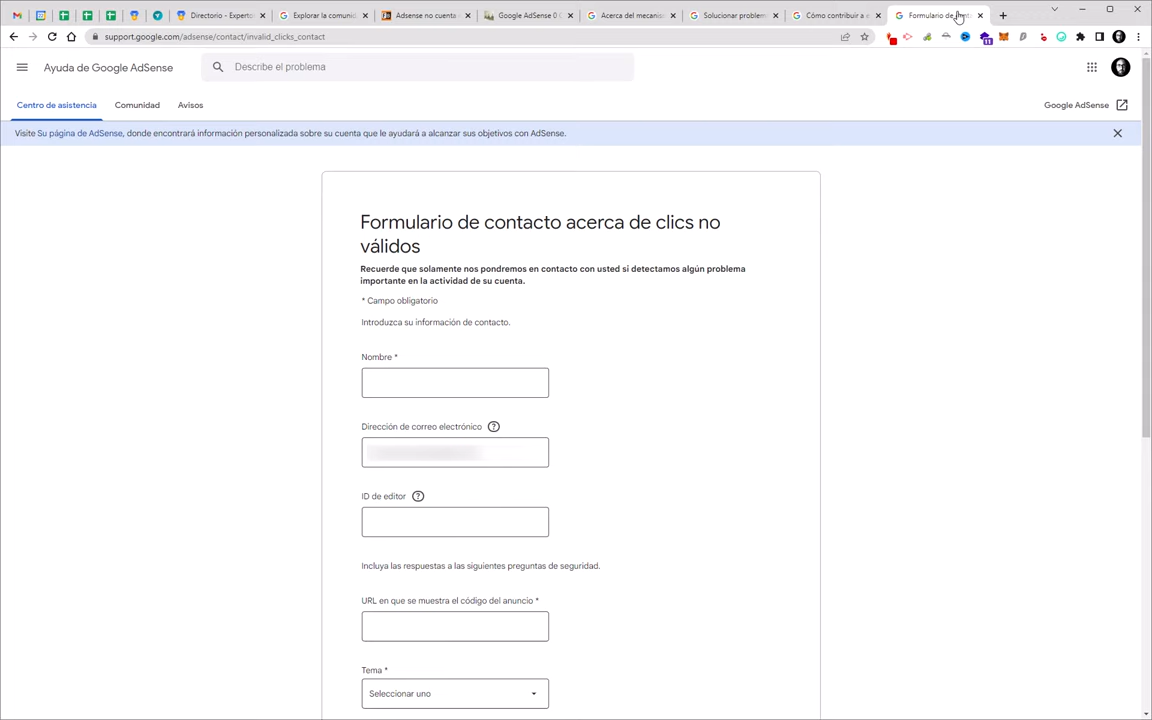 Directorio - Experto
Explorar la comunid
Adsense no cuenta
Google AdSense 0 C
Acerca del mecanis
Solucionar problem
Cómo contribuir a e
Formulario de
support.google.com/adsense/contact/invalid_clicks_contact
11
Ayuda de Google AdSense
Describe el problema
Centro de asistencia
Comunidad
Avisos
Google AdSense
Visite Su página de AdSense, donde encontrará información personalizada sobre su cuenta que le ayudará a alcanzar sus objetivos con AdSense.
Formulario de contacto acerca de clics no
válidos
Recuerde que solamente nos pondremos en contacto con usted si detectamos algún problema
importante en la actividad de su cuenta.
* Campo obligatorio
Introduzca su información de contacto.
Nombre *
Dirección de correo electrónico
ID de editor
Incluya las respuestas a las siguientes preguntas de seguridad.
URL en que se muestra el código del anuncio *
Tema *
Seleccionar uno